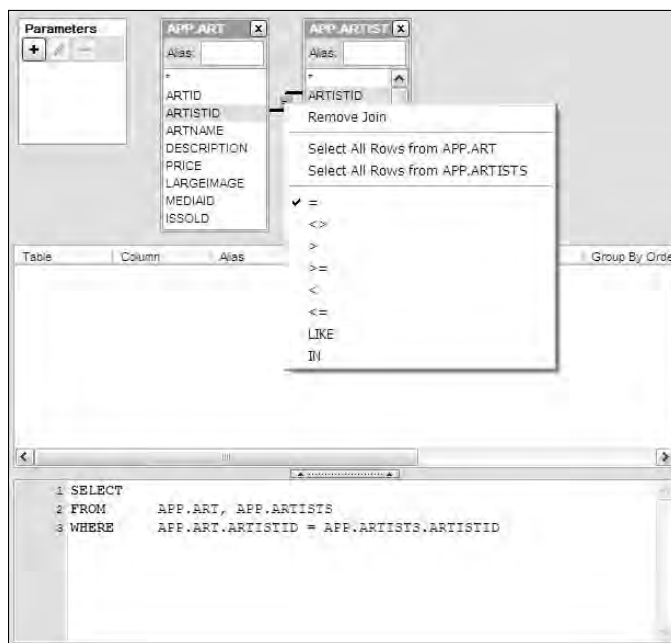 Parameters
APP.ART
x
APP.ARTIST
x
Alias:
Alias:
*
ARTID
ARTISTID
ARTNAME
DESCRIPTION
PRICE
LARGEIMAGE
MEDIAID
ISSOLD
*
ARTISTID
Remove Join
Select All Rows from APP.ART
Select All Rows from APP.ARTISTS
=
<>
>
>=
<
<=
LIKE
IN
Table Column Alias Group By Orde
1 SELECT
2 FROM APP.ART, APP.ARTISTS
3 WHERE APP.ART.ARTISTID = APP.ARTISTS.ARTISTID